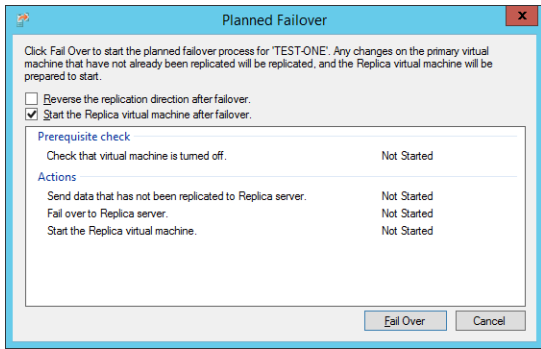 Planned Failover
x
Click Fail Over to start the planned failover process for 'TEST-ONE'. Any changes on the primary virtual
machine that have not already been replicated will be replicated, and the Replica virtual machine will be
prepared to start.
Reverse the replication direction after failover.
Start the Replica virtual machine after failover.
Prerequisite check
Check that virtual machine is turned off. Not Started
Actions
Send data that has not been replicated to Replica server. Not Started
Fail over to Replica server. Not Started
Start the Replica virtual machine. Not Started
Fail Over Cancel